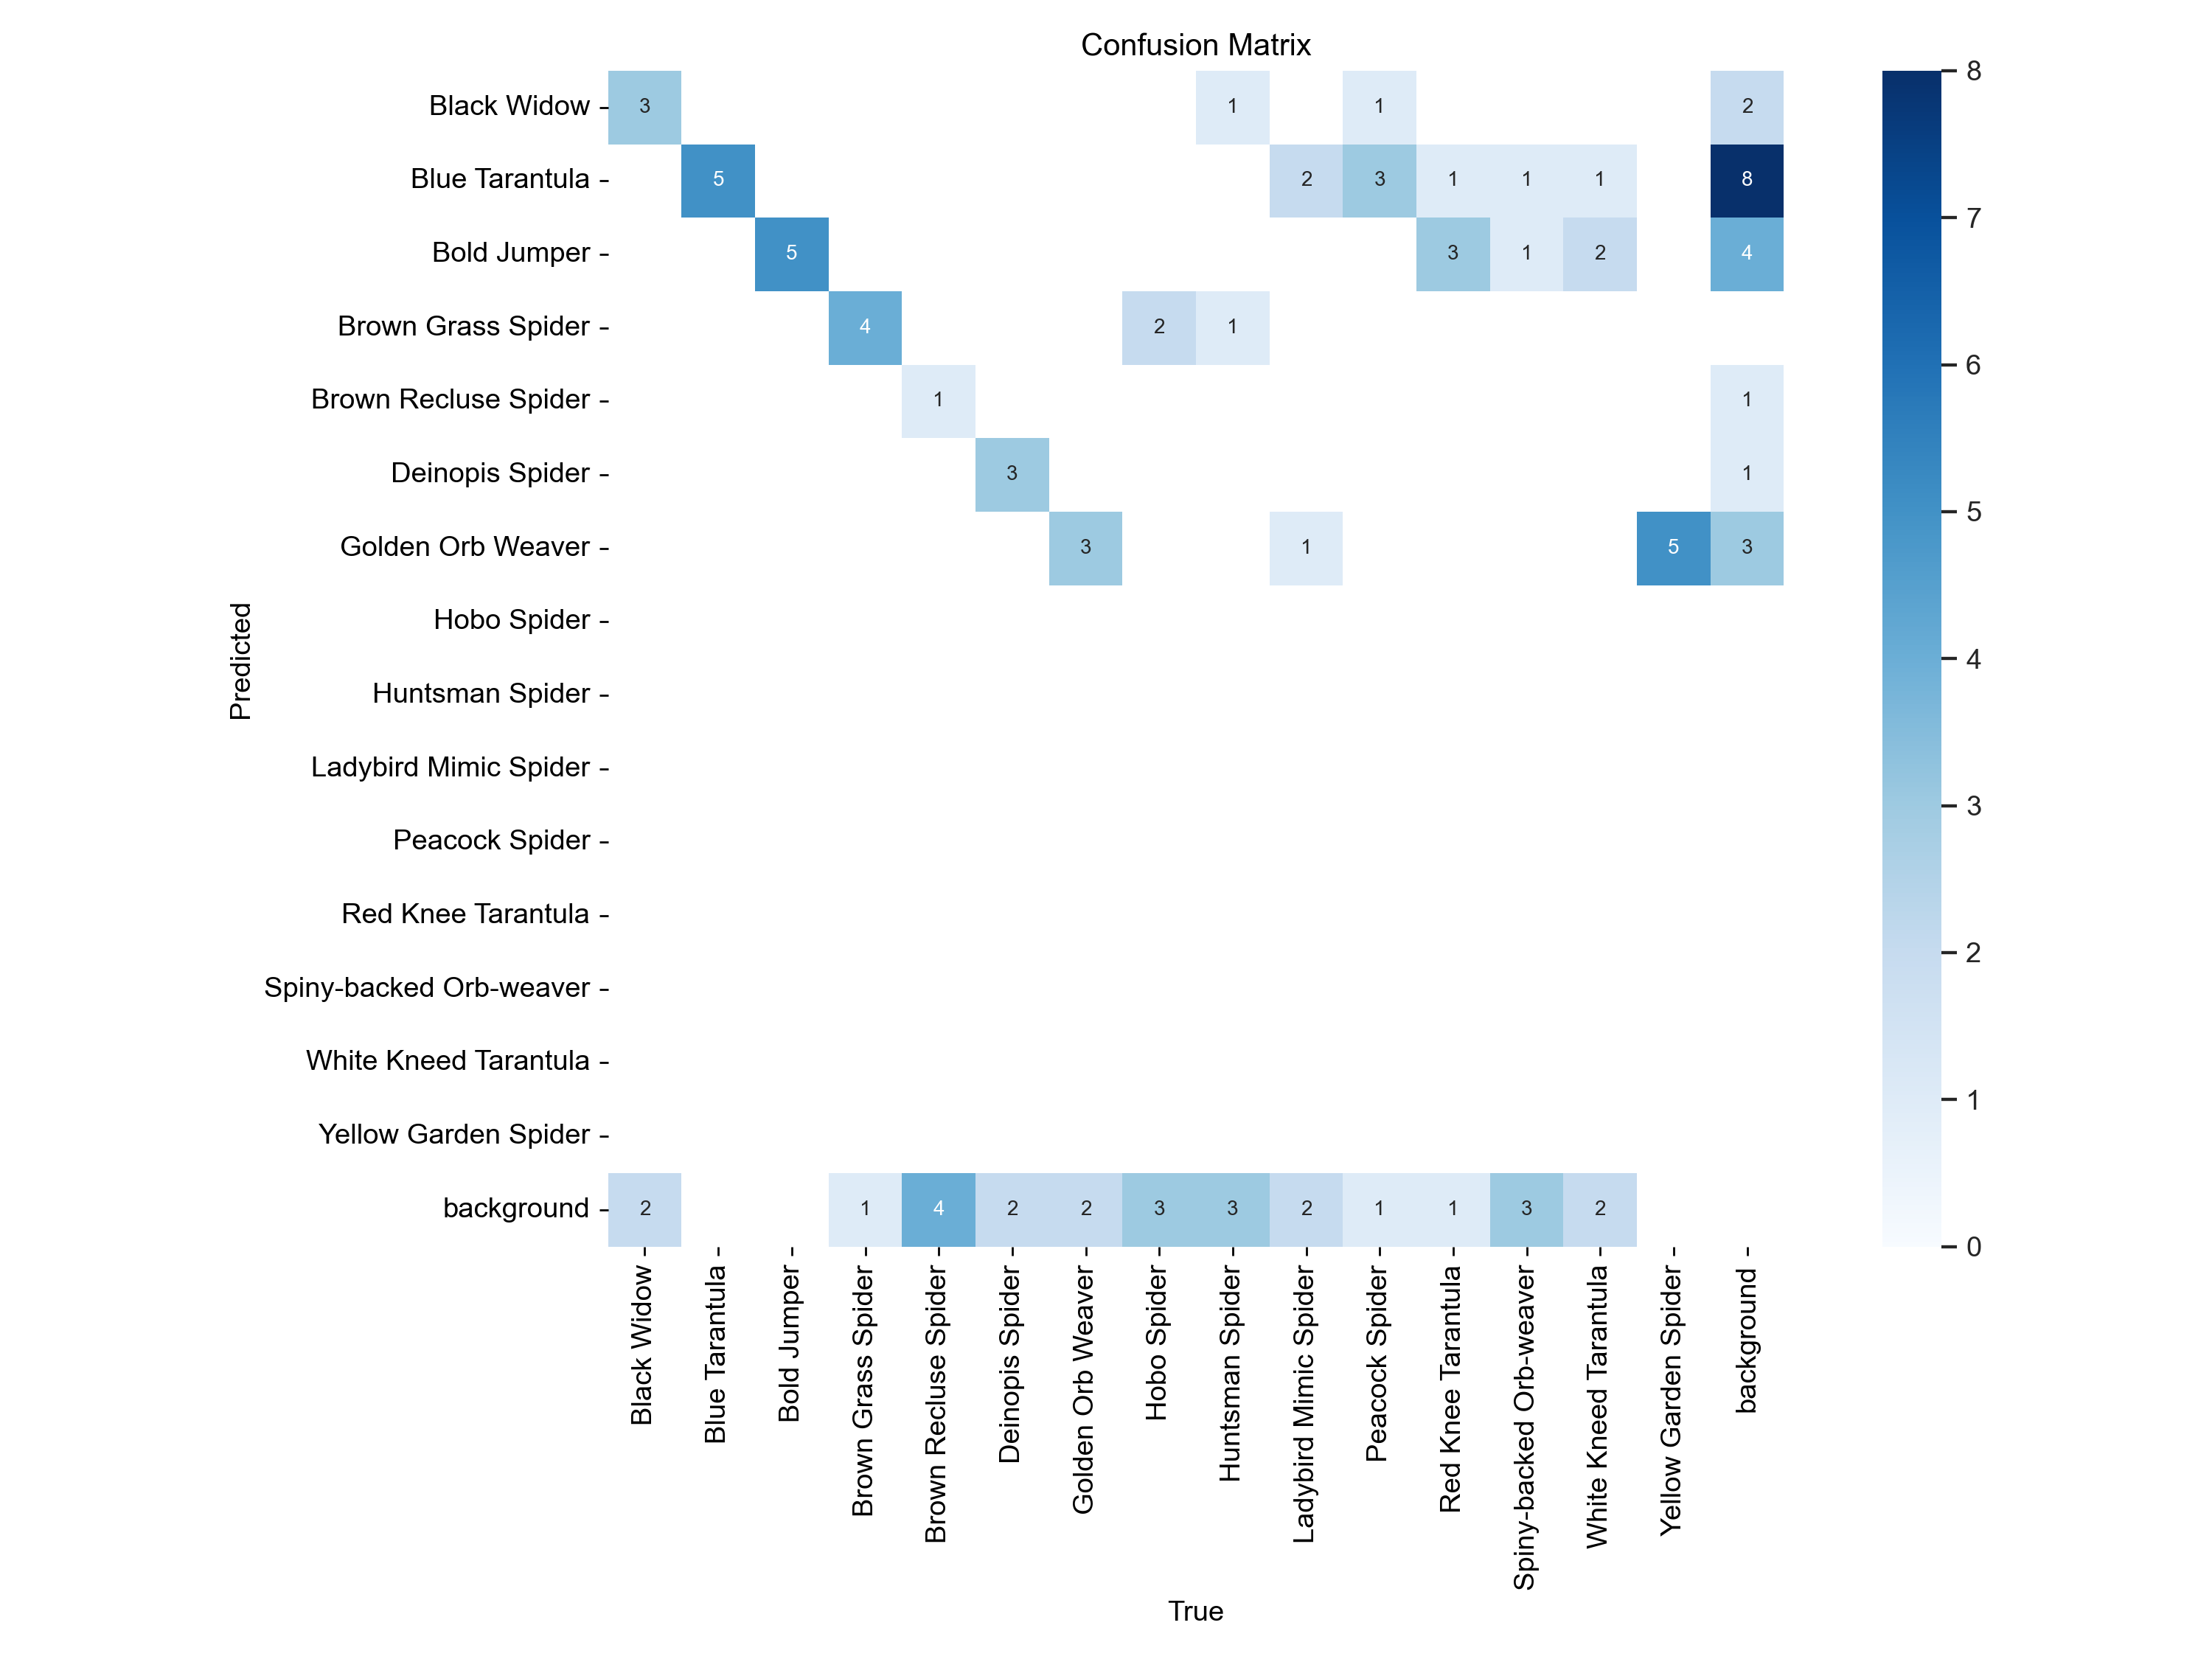 Confusion Matrix
Black Widow 3 1 1 2
Blue Tarantula 5 2 3 1 1 1 8
Bold Jumper 5 3 1 2 4
Brown Grass Spider 4 2 1
Brown Recluse Spider 1 1
Deinopis Spider 3 1
Golden Orb Weaver 3 1 5 3
Hobo Spider
Huntsman Spider
Ladybird Mimic Spider
Peacock Spider
Red Knee Tarantula
Spiny-backed Orb-weaver
White Kneed Tarantula
Yellow Garden Spider
background 2 1 4 2 2 3 3 2 1 1 3 2
Predicted
Black Widow
Blue Tarantula
Bold Jumper
Brown Grass Spider
Brown Recluse Spider
Deinopis Spider
Golden Orb Weaver
Hobo Spider
Huntsman Spider
Ladybird Mimic Spider
Peacock Spider
Red Knee Tarantula
Spiny-backed Orb-weaver
White Kneed Tarantula
Yellow Garden Spider
background
True
8
7
6
5
4
3
2
1
0